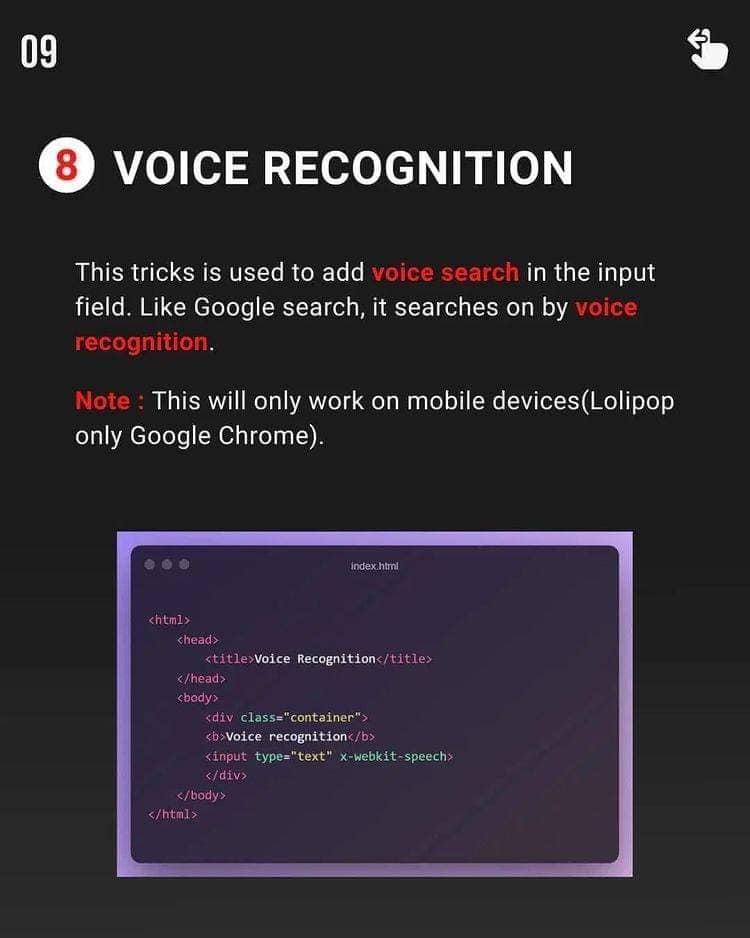 09
8 VOICE RECOGNITION
This tricks is used to add voice search in the input
field. Like Google search, it searches on by voice
recognition.
Note : This will only work on mobile devices(Lolipop
only Google Chrome).
index.html
<html>
<head>
<title>Voice Recognition</title>
</head>
<body>
<div class="container">
<b>Voice recognition</b>
<input type="text" x-webkit-speech>
</div>
</body>
</html>